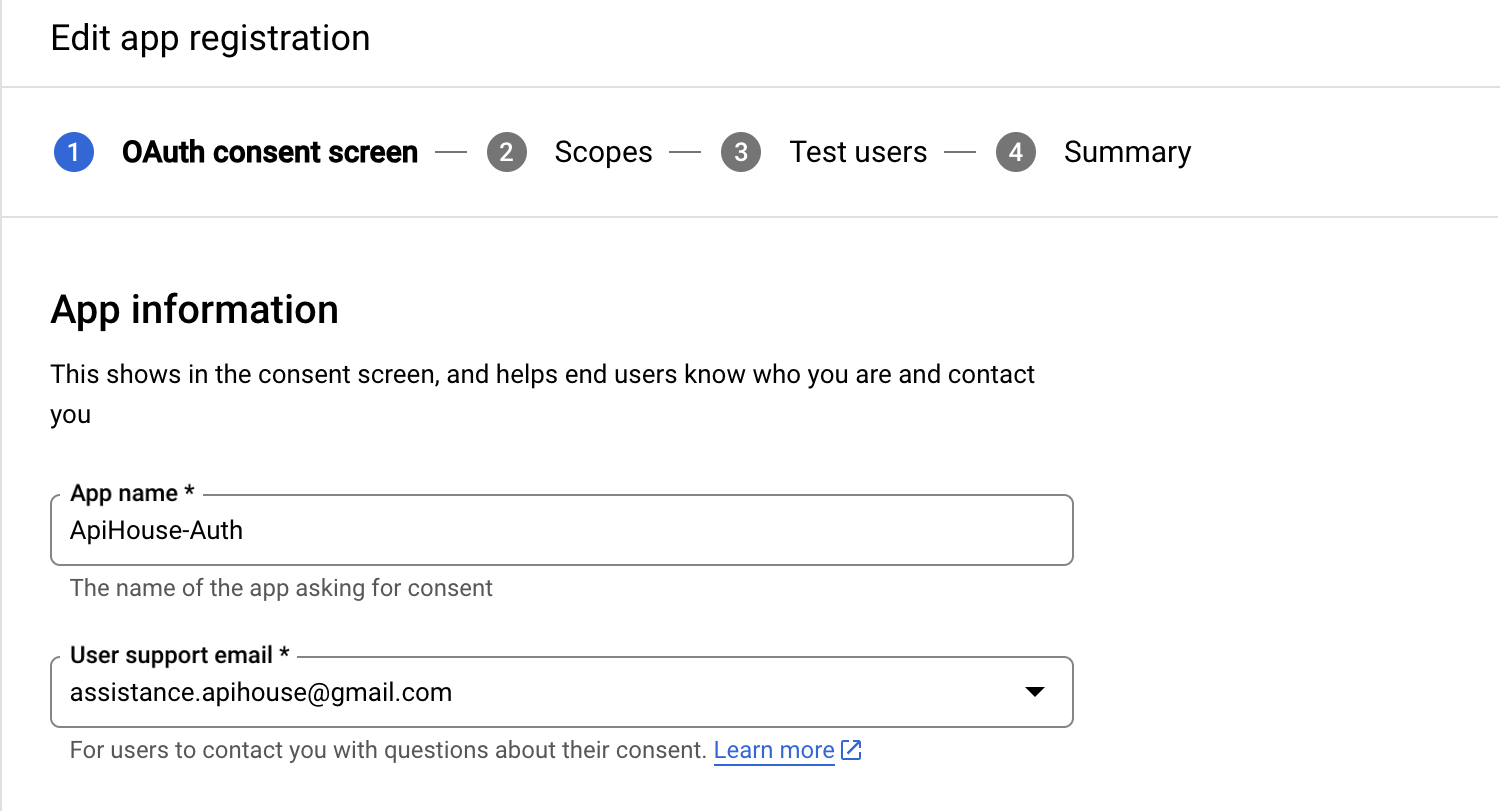 Edit app registration
1 OAuth consent screen — 2 Scopes — 3 Test users — 4 Summary
App information
This shows in the consent screen, and helps end users know who you are and contact
you
App name *
ApiHouse-Auth
The name of the app asking for consent
User support email *
assistance.apihouse@gmail.com
For users to contact you with questions about their consent. Learn more